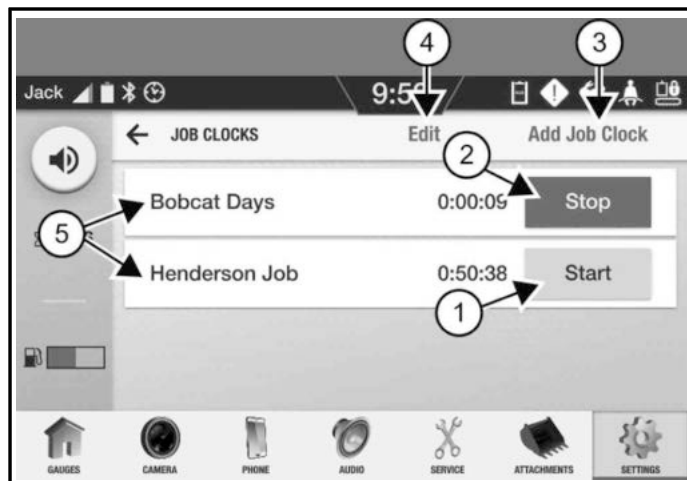 4
3
Jack
9:5
JOB CLOCKS
Edit
Add Job Clock
2
Bobcat Days
0:00:09
Stop
5
Henderson Job
0:50:38
Start
1
GAUGES
CAMERA
PHONE
AUDIO
SERVICE
ATTACHMENTS
SETTINGS